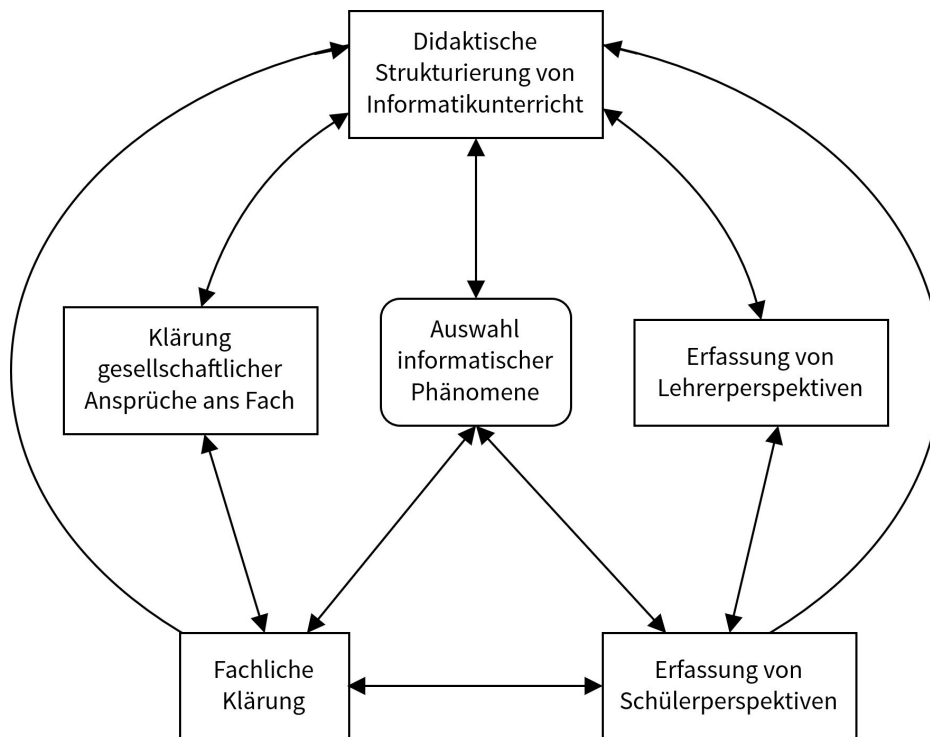 Didaktische
Strukturierung von
Informatikunterricht
Klärung
gesellschaftlicher
Ansprüche ans Fach
Auswahl
informatischer
Phänomene
Erfassung von
Lehrerperspektiven
Fachliche
Klärung
Erfassung von
Schülerperspektiven